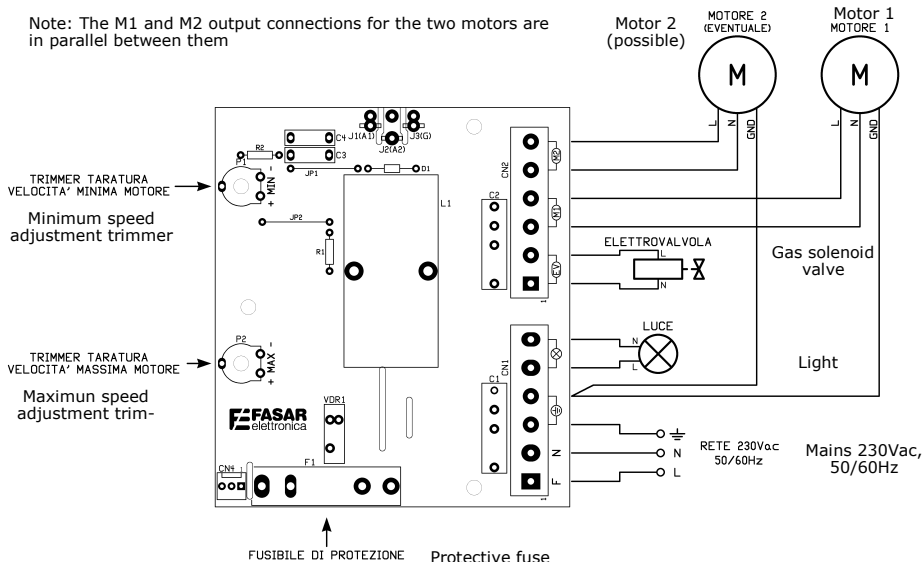 Note: The M1 and M2 output connections for the two motors are
in parallel between them
Motor 2
(possible)
MOTORE 2
(EVENTUALE)
Motor 1
MOTORE 1
M
M
L
N
GND
L
N
GND
J1(A1)
J3(G)
J2(A2)
C4
C3
R2
P1
- MIN +
JP1
D1
L1
JP2
R1
C2
CN2
M2
M1
EV
1
TRIMMER TARATURA
VELOCITA' MINIMA MOTORE
Minimum speed
adjustment trimmer
ELETTROVALVOLA
L
N
Gas solenoid
valve
P2
- MAX +
TRIMMER TARATURA
VELOCITA' MASSIMA MOTORE
Maximun speed
adjustment trim-
LUCE
N
L
Light
C1
CN1
N
F
1
FASAR
elettronica
VDR1
CN4
1
F1
N
L
RETE 230Vac
50/60Hz
Mains 230Vac,
50/60Hz
FUSIBILE DI PROTEZIONE
Protective fuse